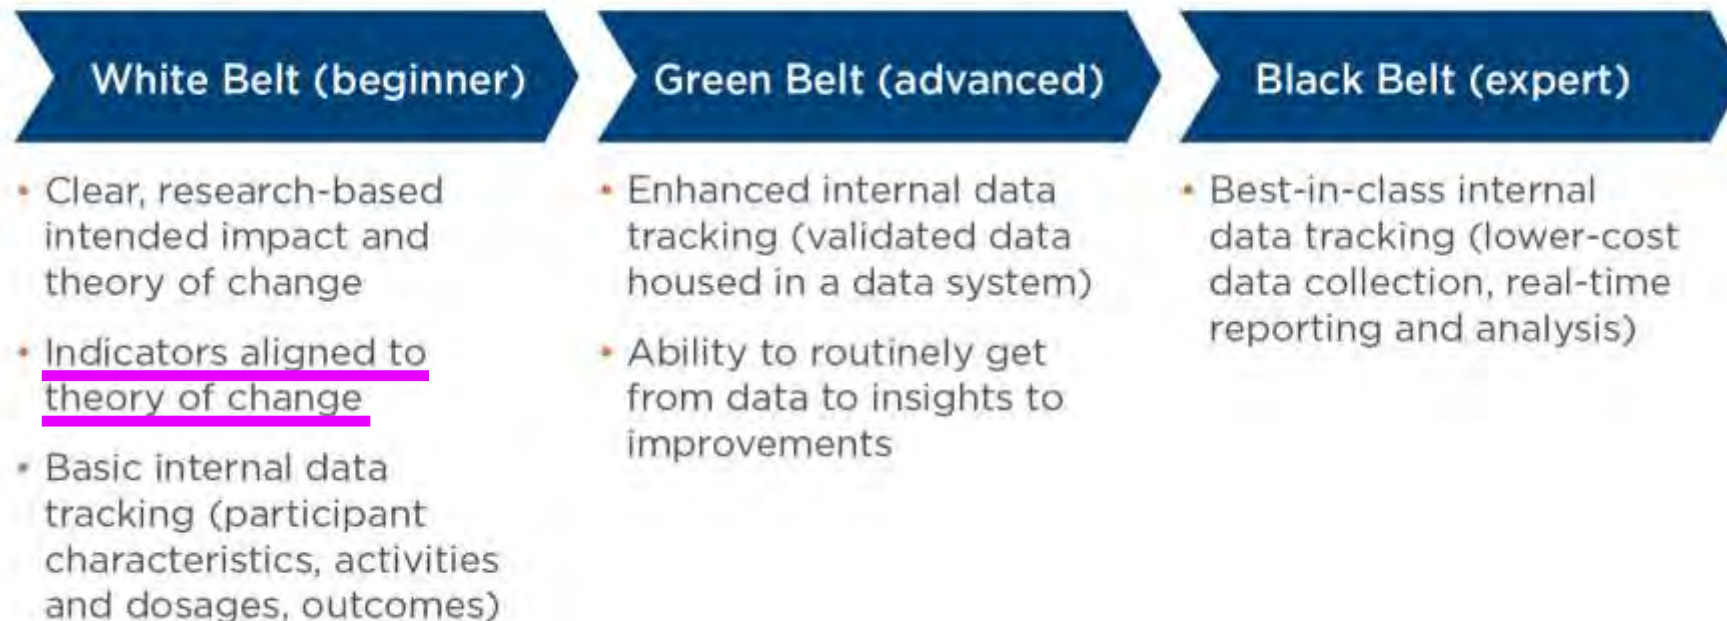 White Belt (beginner)
• Clear, research-based
intended impact and
theory of change
• Indicators aligned to
theory of change
• Basic internal data
tracking (participant
characteristics, activities
and dosages, outcomes)
Green Belt (advanced)
• Enhanced internal data
tracking (validated data
housed in a data system)
• Ability to routinely get
from data to insights to
improvements
Black Belt (expert)
• Best-in-class internal
data tracking (lower-cost
data collection, real-time
reporting and analysis)